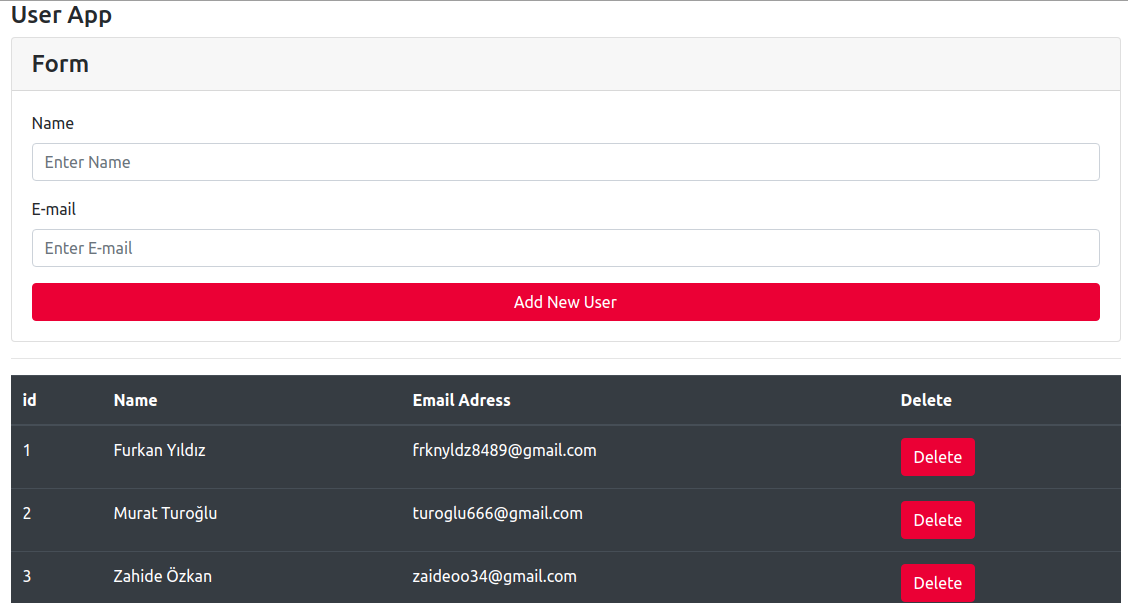 User App
Form
Name
Enter Name
E-mail
Enter E-mail
Add New User
id Name Email Adress Delete
1 Furkan Yıldız frknyldz8489@gmail.com Delete
2 Murat Turoğlu turoglu666@gmail.com Delete
3 Zahide Özkan zaideoo34@gmail.com Delete